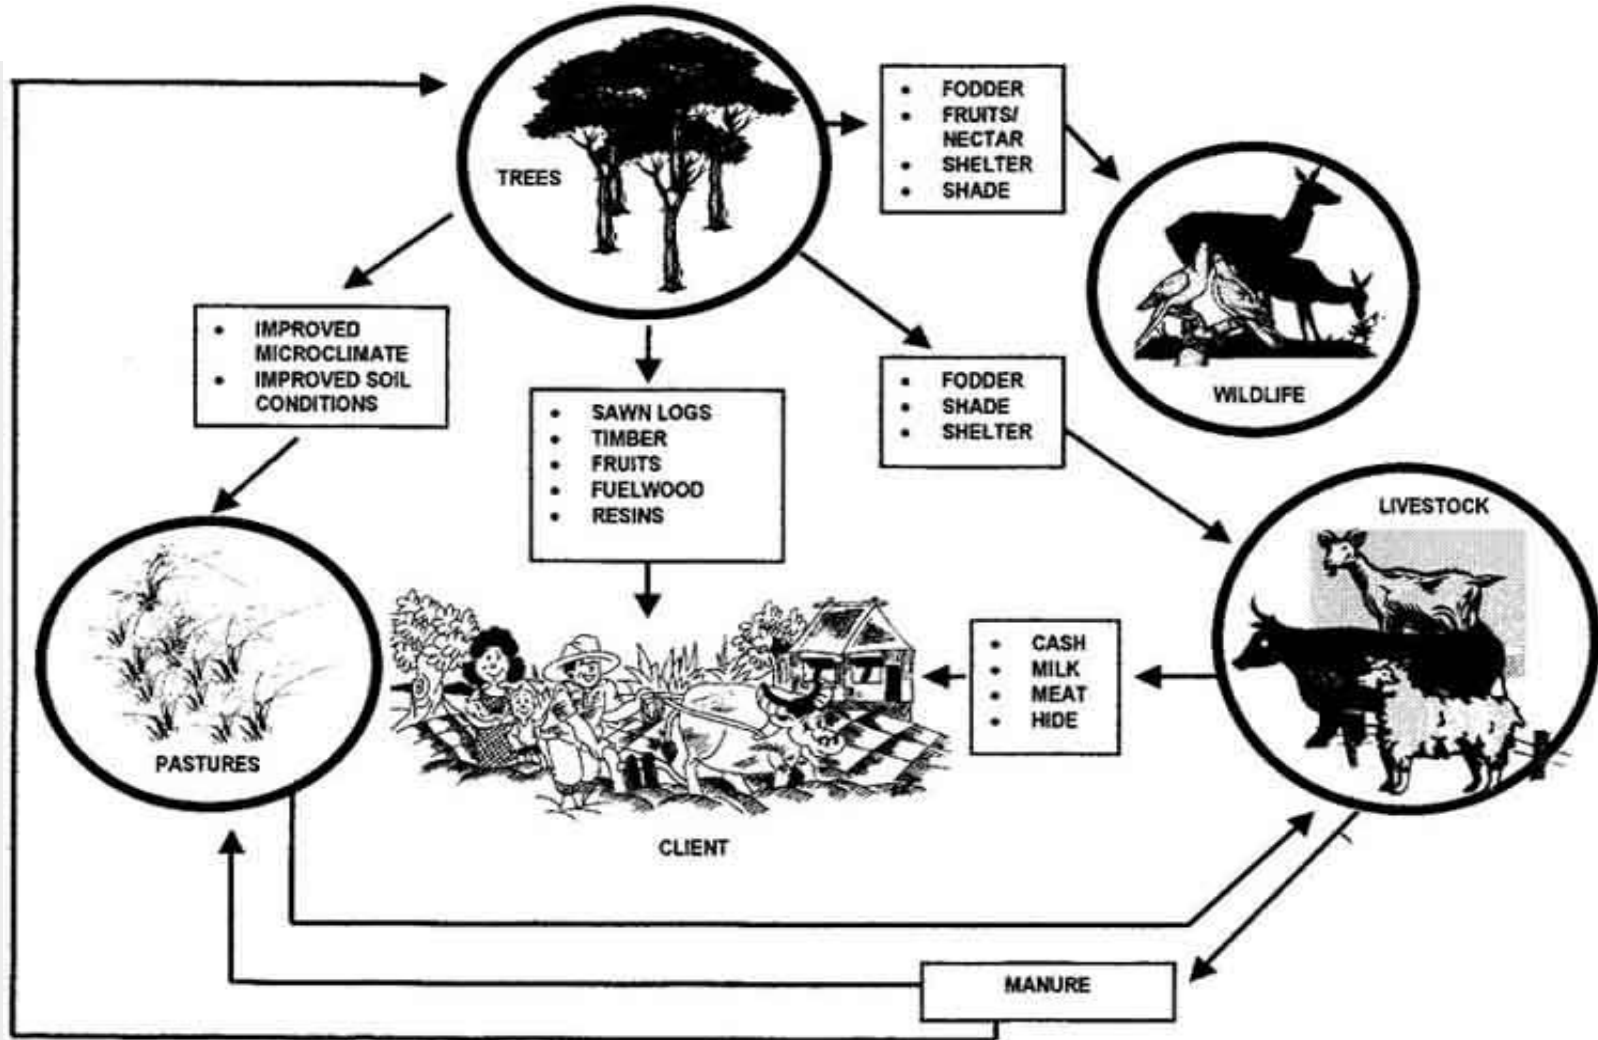 TREES
• FODDER
• FRUITS/
NECTAR
• SHELTER
• SHADE
WILDLIFE
• IMPROVED
MICROCLIMATE
• IMPROVED SOIL
CONDITIONS
• SAWN LOGS
• TIMBER
• FRUITS
• FUELWOOD
• RESINS
• FODDER
• SHADE
• SHELTER
LIVESTOCK
PASTURES
• CASH
• MILK
• MEAT
• HIDE
CLIENT
MANURE